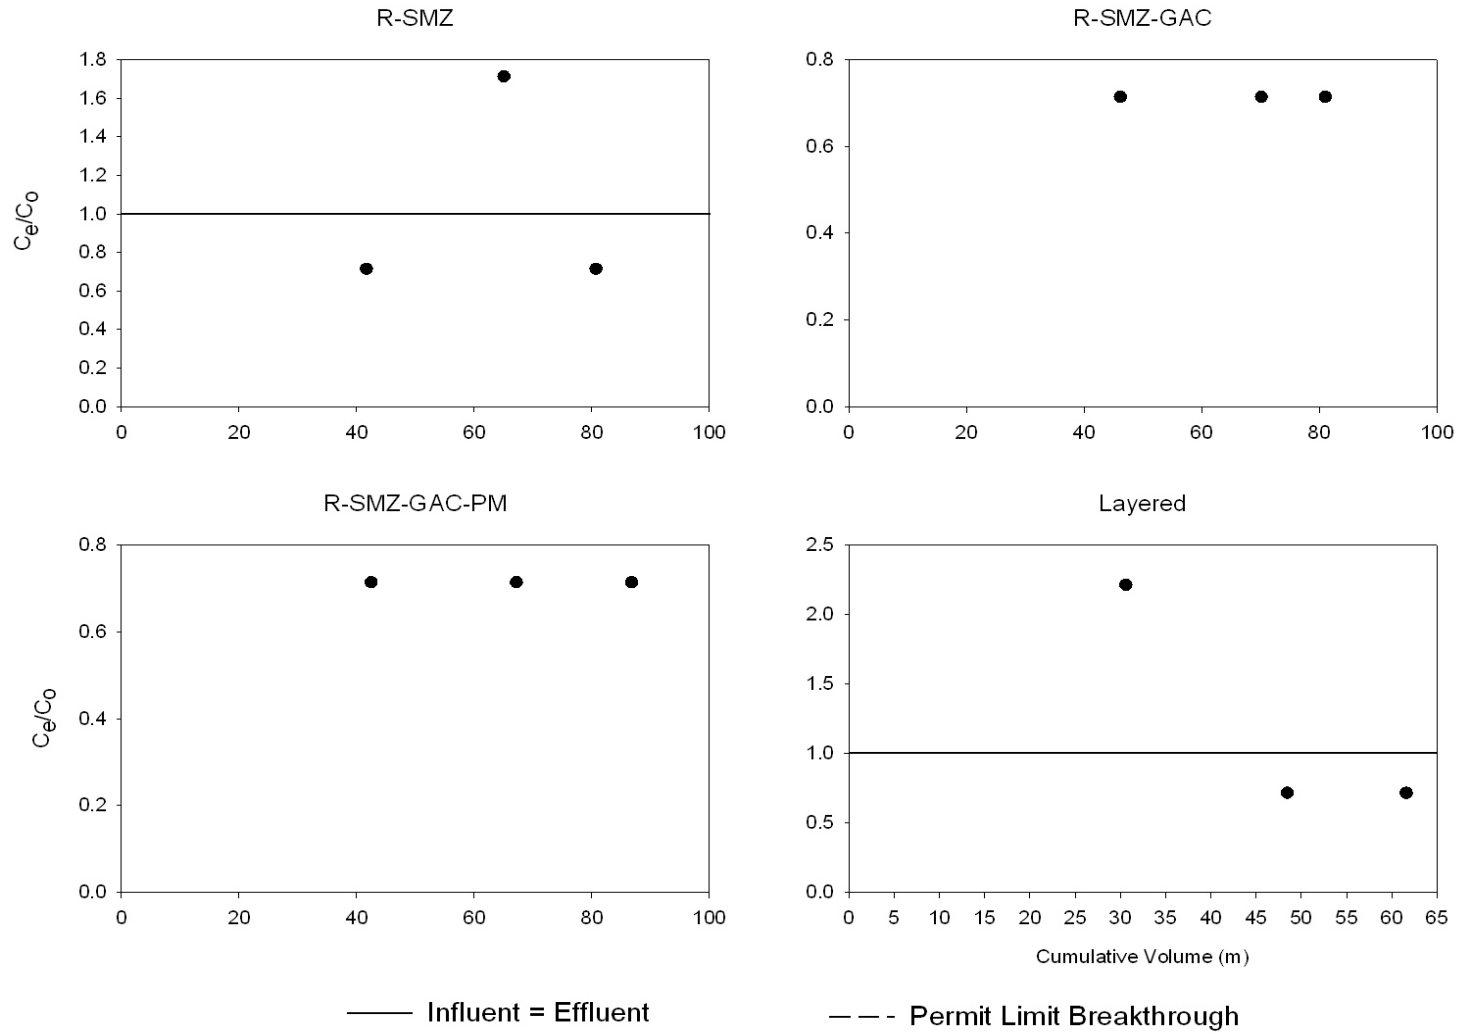 R-SMZ
R-SMZ-GAC
1.8
1.6
1.4
1.2
1.0
0.8
0.6
0.4
0.2
0.0
Ce/Co
0 20 40 60 80 100
0.8
0.6
0.4
0.2
0.0
0 20 40 60 80 100
R-SMZ-GAC-PM
Layered
0.8
0.6
0.4
0.2
0.0
Ce/Co
0 20 40 60 80 100
2.5
2.0
1.5
1.0
0.5
0.0
0 5 10 15 20 25 30 35 40 45 50 55 60 65
Cumulative Volume (m)
Influent = Effluent
Permit Limit Breakthrough